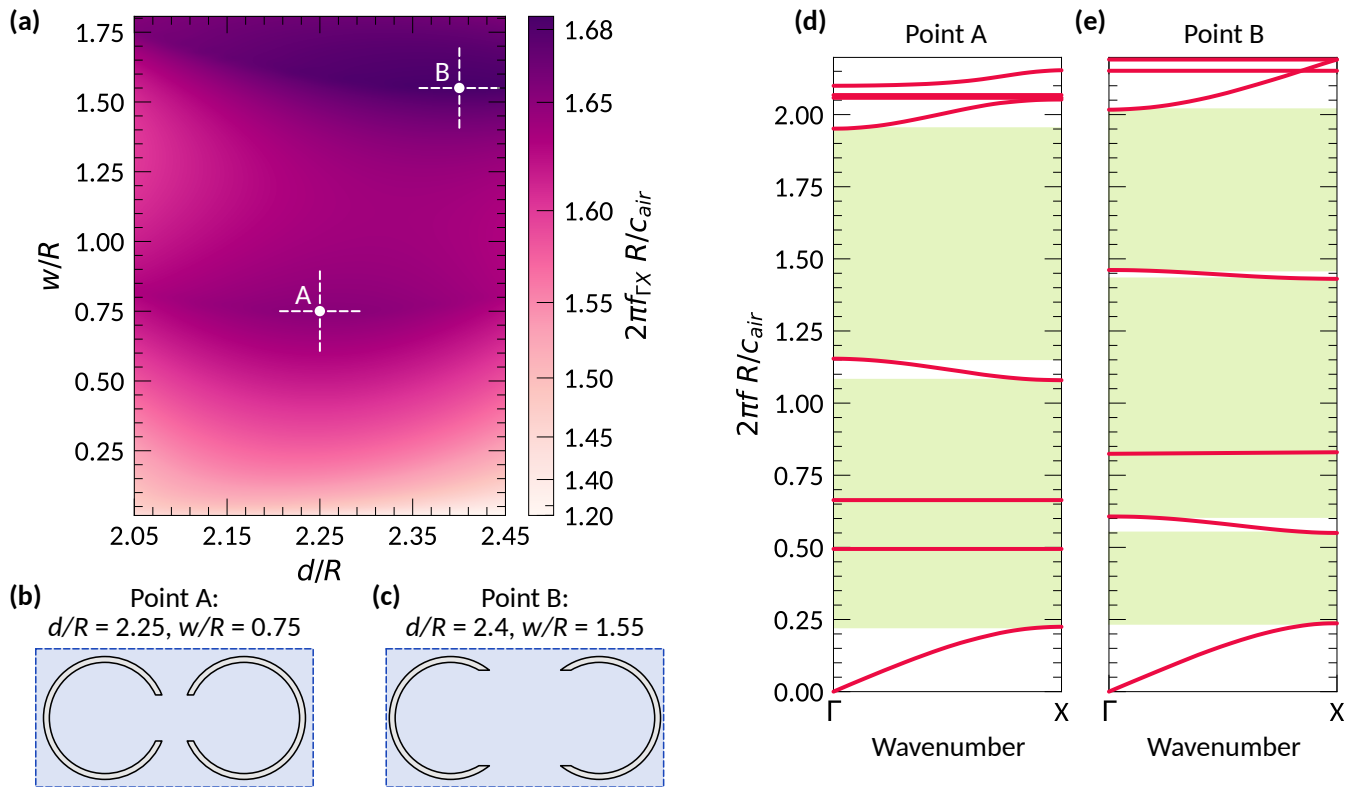 (a)
1.75
1.50
1.25
1.00
0.75
0.50
0.25
w/R
B
A
2.05
2.15
2.25
2.35
2.45
d/R
1.68
1.65
1.60
1.55
1.50
1.45
1.40
1.20
2πf_ΓX R/c_air
(b)
Point A:
d/R = 2.25, w/R = 0.75
(c)
Point B:
d/R = 2.4, w/R = 1.55
(d)
Point A
2.00
1.75
1.50
1.25
1.00
0.75
0.50
0.25
0.00
2πf R/c_air
Γ
X
Wavenumber
(e)
Point B
Γ
X
Wavenumber